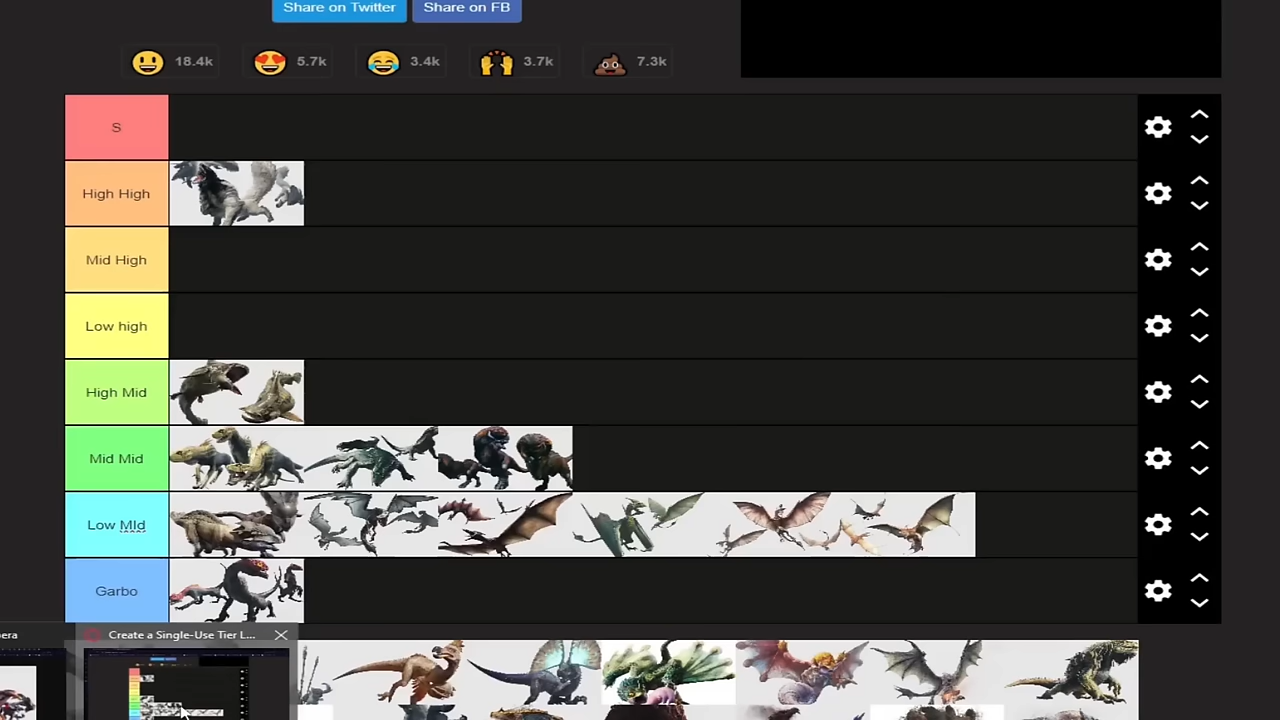 Share on Twitter Share on FB
18.4k 5.7k 3.4k 3.7k 7.3k
S
High High
Mid High
Low high
High Mid
Mid Mid
Low MId
Garbo
Create a Single-Use Tier L...